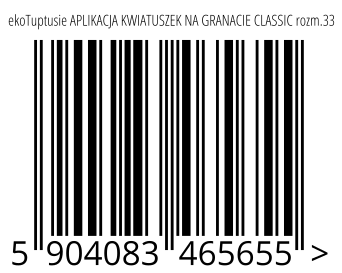 ekoTuptusie APLIKACJA KWIATUSZEK NA GRANACIE CLASSIC rozm.33
5 904083 465655 >